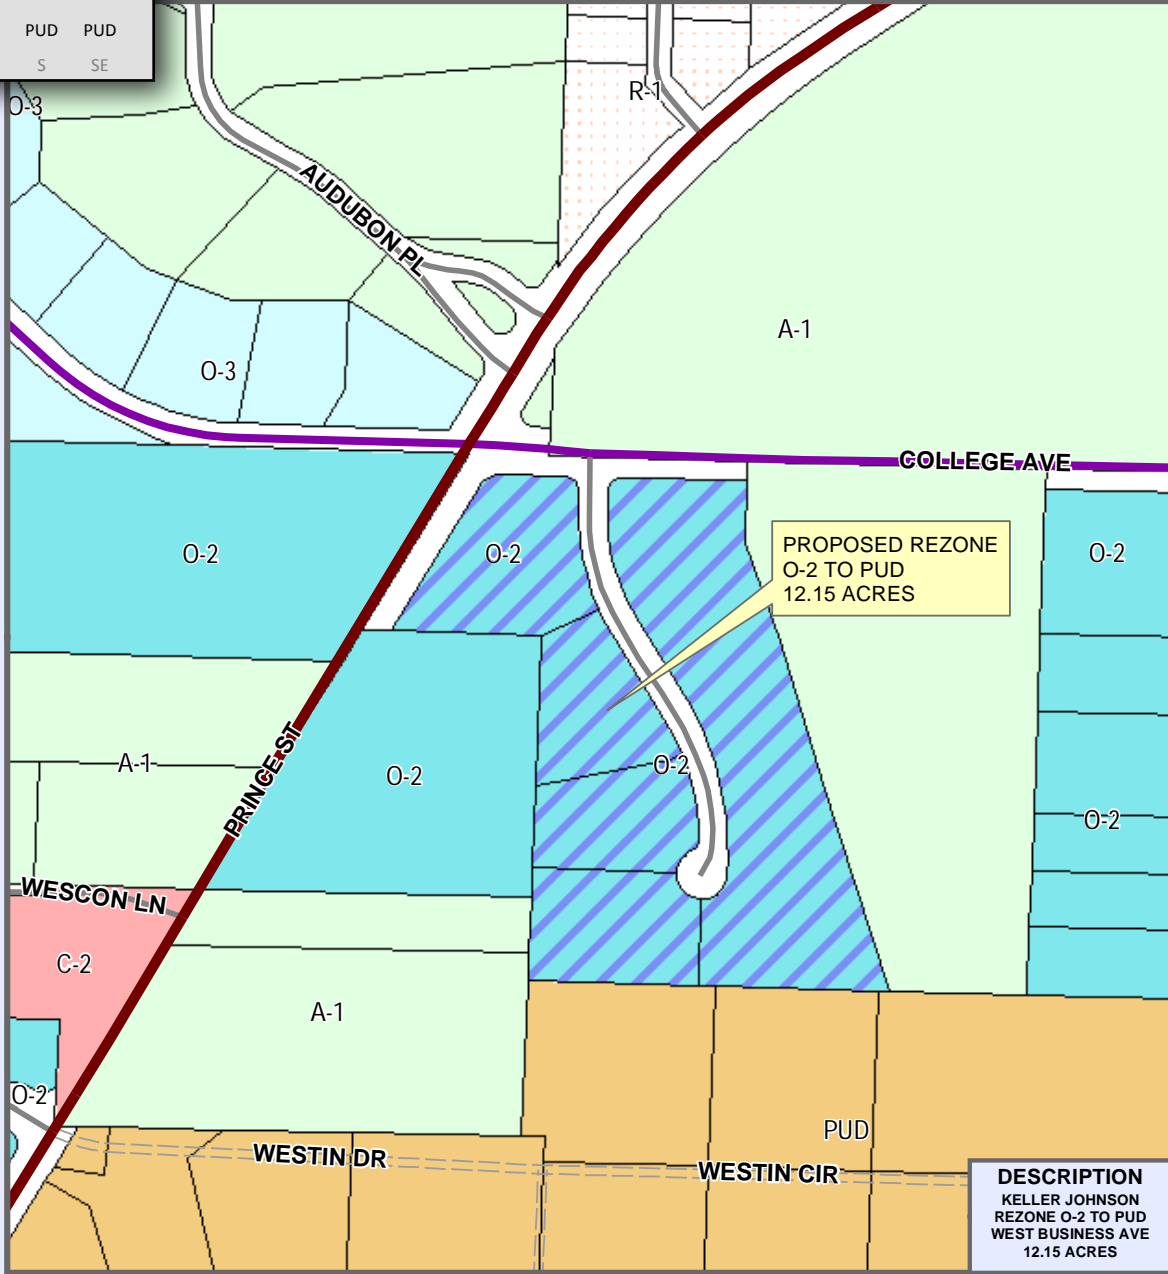 PUD PUD
S SE
O-3
R-1
AUDUBON PL
A-1
O-3
COLLEGE AVE
O-2
O-2
O-2
PROPOSED REZONE
O-2 TO PUD
12.15 ACRES
A-1
PRINCE ST
O-2
O-2
O-2
WESCON LN
C-2
A-1
O-2
PUD
WESTIN DR
WESTIN CIR
DESCRIPTION
KELLER JOHNSON
REZONE O-2 TO PUD
WEST BUSINESS AVE
12.15 ACRES